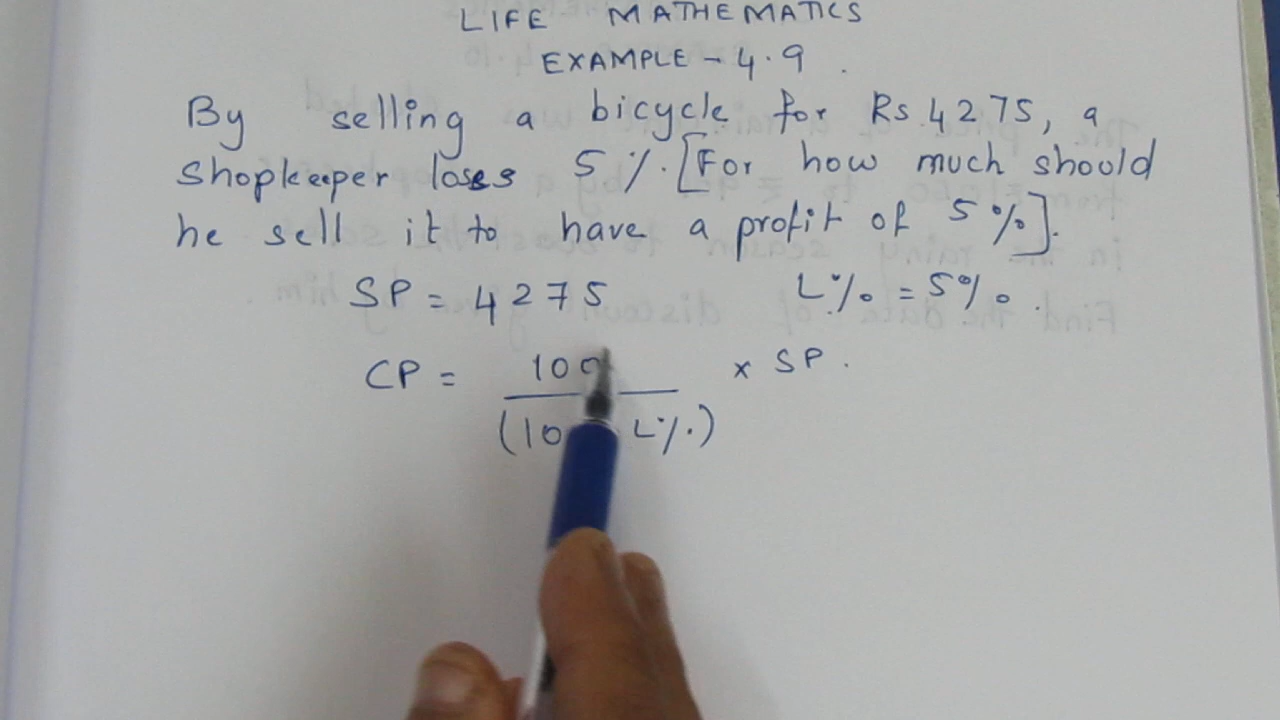 LIFE MATHEMATICS
EXAMPLE - 4.9.
By selling a bicycle for Rs.4275, a
shopkeeper loses 5%. [For how much should
he sell it to have a profit of 5%].
SP = 4275 L% = 5%.
CP = 100 × SP.
(10 L%)